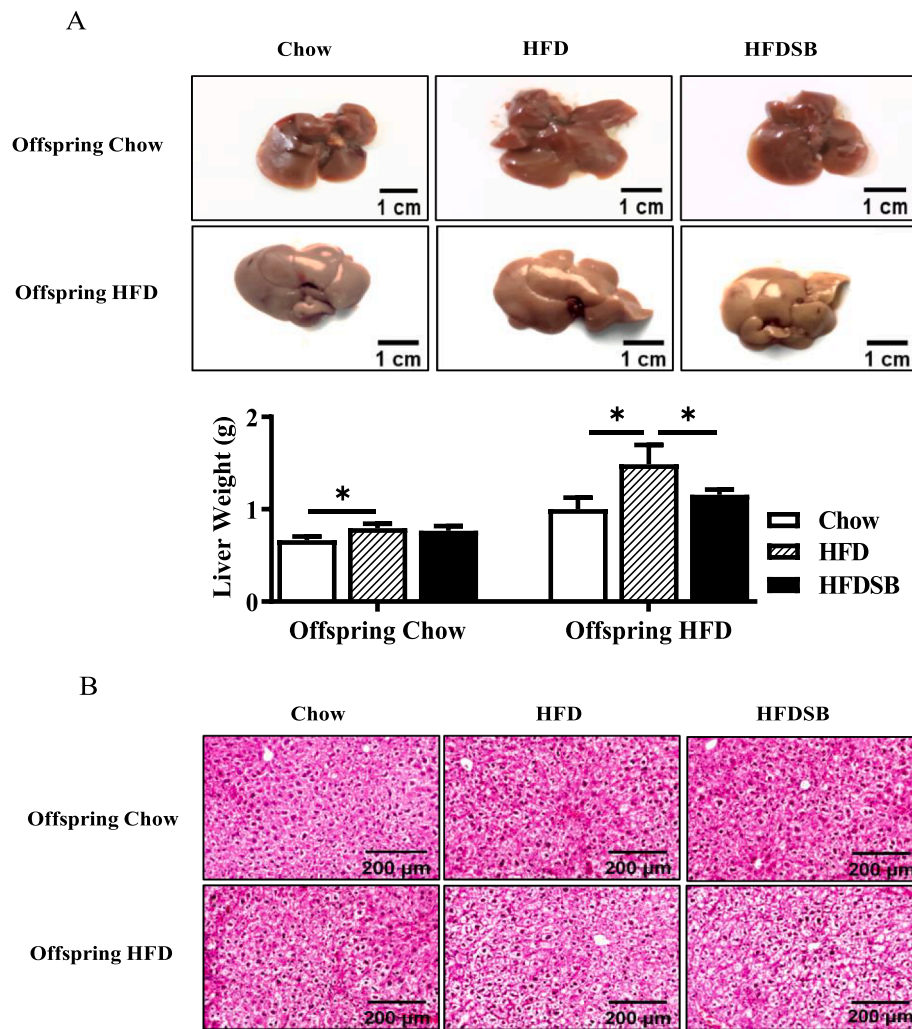 A
Chow HFD HFDSB
Offspring Chow
1 cm 1 cm 1 cm
Offspring HFD
1 cm 1 cm 1 cm
Liver Weight (g)
2
1
0
*
* *
Chow
HFD
HFDSB
Offspring Chow Offspring HFD
B
Chow HFD HFDSB
Offspring Chow
200 μm 200 μm 200 μm
Offspring HFD
200 μm 200 μm 200 μm